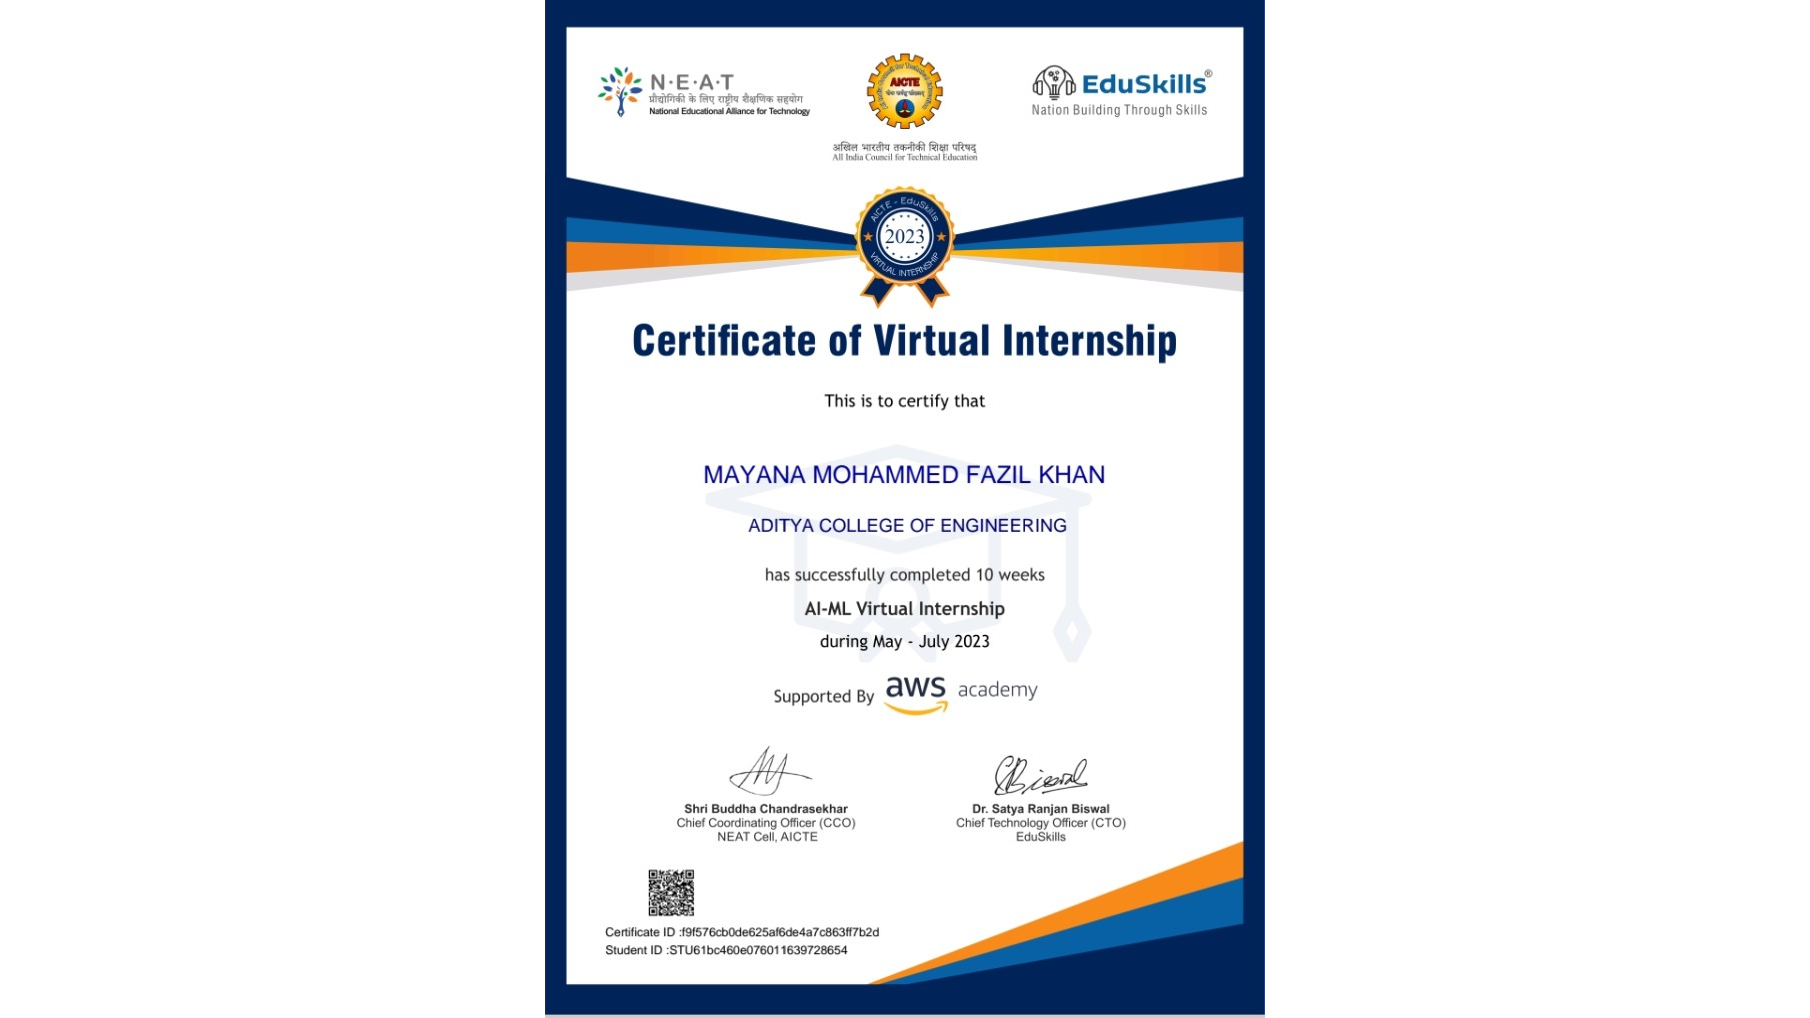 N·E·A·T
प्रौद्योगिकी के लिए राष्ट्रीय शैक्षणिक सहयोग
National Educational Alliance for Technology
AICTE
अखिल भारतीय तकनीकी शिक्षा परिषद्
All India Council for Technical Education
EduSkills®
Nation Building Through Skills
AICTE - EduSkills
2023
VIRTUAL INTERNSHIP
Certificate of Virtual Internship
This is to certify that
MAYANA MOHAMMED FAZIL KHAN
ADITYA COLLEGE OF ENGINEERING
has successfully completed 10 weeks
AI-ML Virtual Internship
during May - July 2023
Supported By aws academy
Shri Buddha Chandrasekhar
Chief Coordinating Officer (CCO)
NEAT Cell, AICTE
Biswal
Dr. Satya Ranjan Biswal
Chief Technology Officer (CTO)
EduSkills
Certificate ID :f9f576cb0de625af6de4a7c863ff7b2d
Student ID :STU61bc460e076011639728654